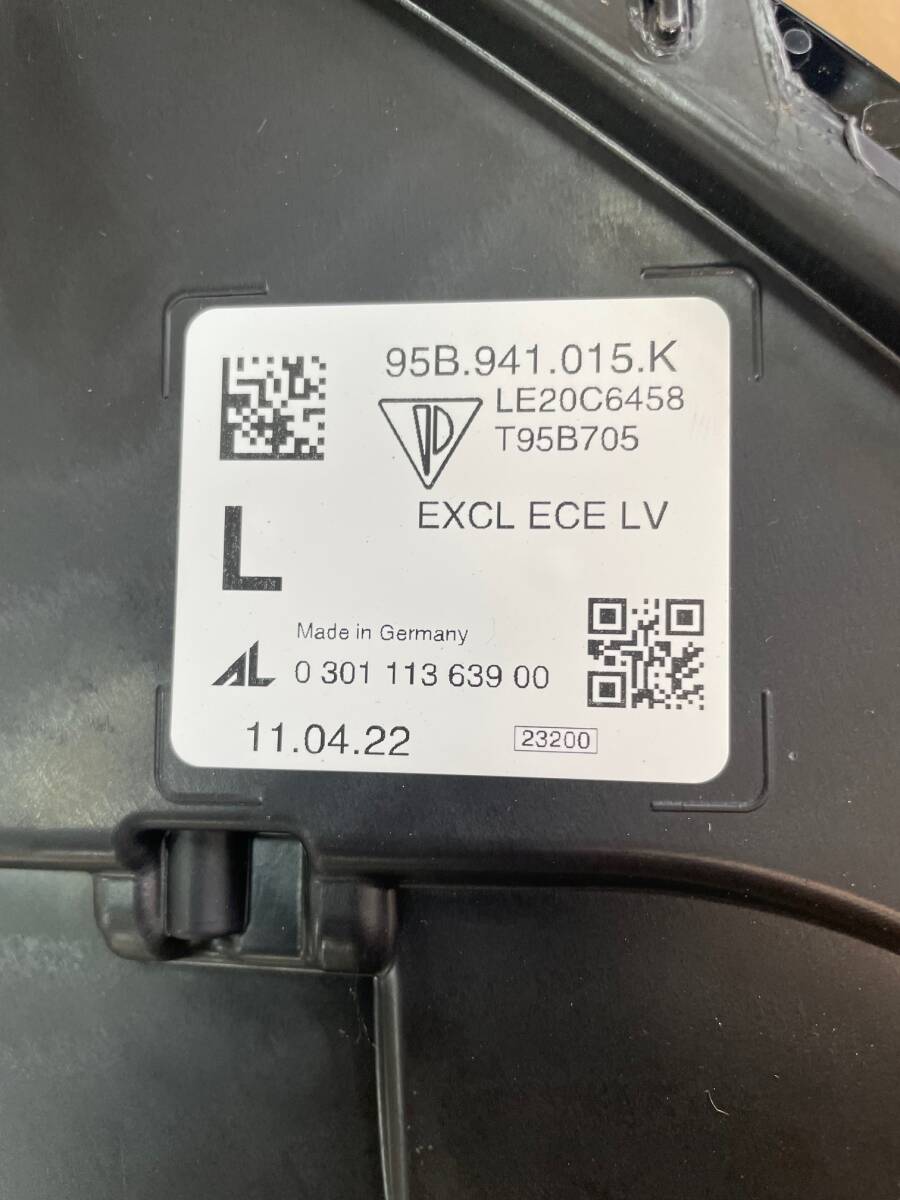 95B.941.015.K
LE20C6458
T95B705
EXCL ECE LV
L
Made in Germany
AL 0 301 113 639 00
11.04.22
23200